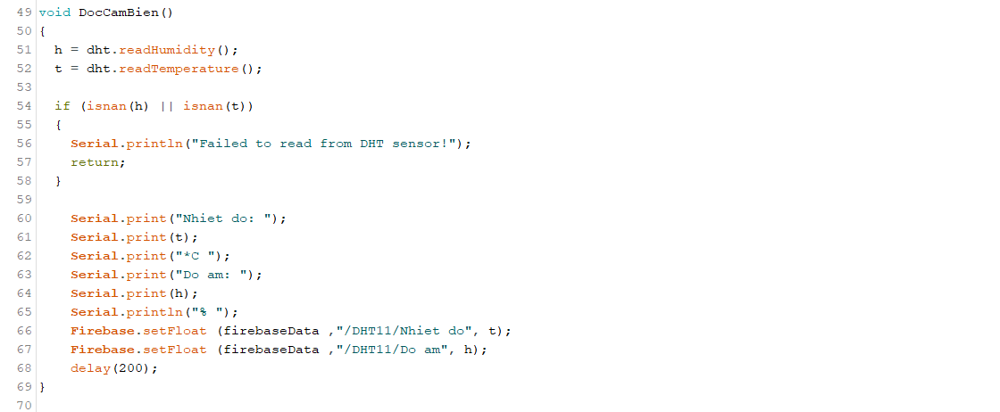 49 void DocCamBien()
50 {
51   h = dht.readHumidity();
52   t = dht.readTemperature();
53
54   if (isnan(h) || isnan(t))
55   {
56     Serial.println("Failed to read from DHT sensor!");
57     return;
58   }
59
60     Serial.print("Nhiet do: ");
61     Serial.print(t);
62     Serial.print("*C ");
63     Serial.print("Do am: ");
64     Serial.print(h);
65     Serial.println("% ");
66     Firebase.setFloat (firebaseData ,"/DHT11/Nhiet do", t);
67     Firebase.setFloat (firebaseData ,"/DHT11/Do am", h);
68     delay(200);
69 }
70